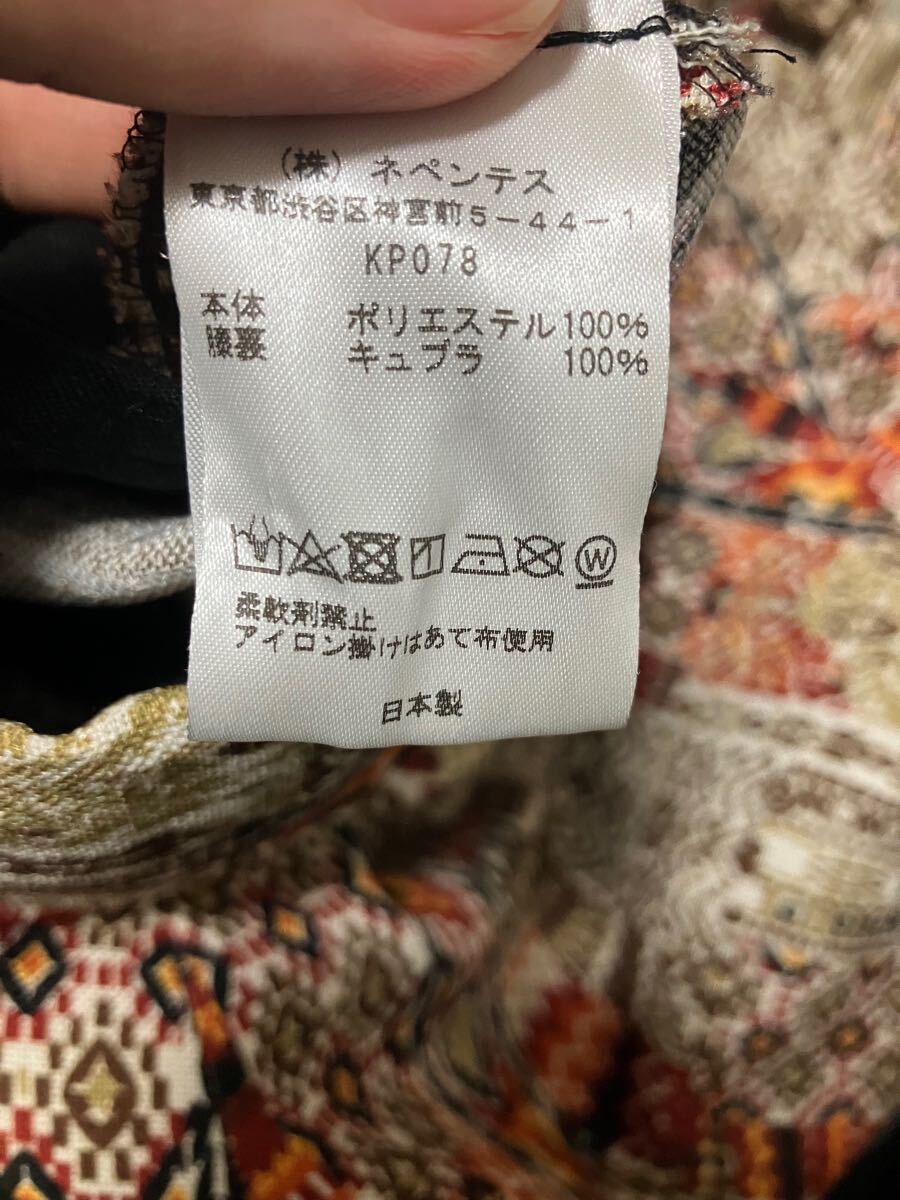 (株) ネペンテス
東京都渋谷区神宮前5-44-1
KP078
本体 ポリエステル100%
膝裏 キュプラ 100%
W
柔軟剤禁止
アイロン掛けはあて布使用
日本製